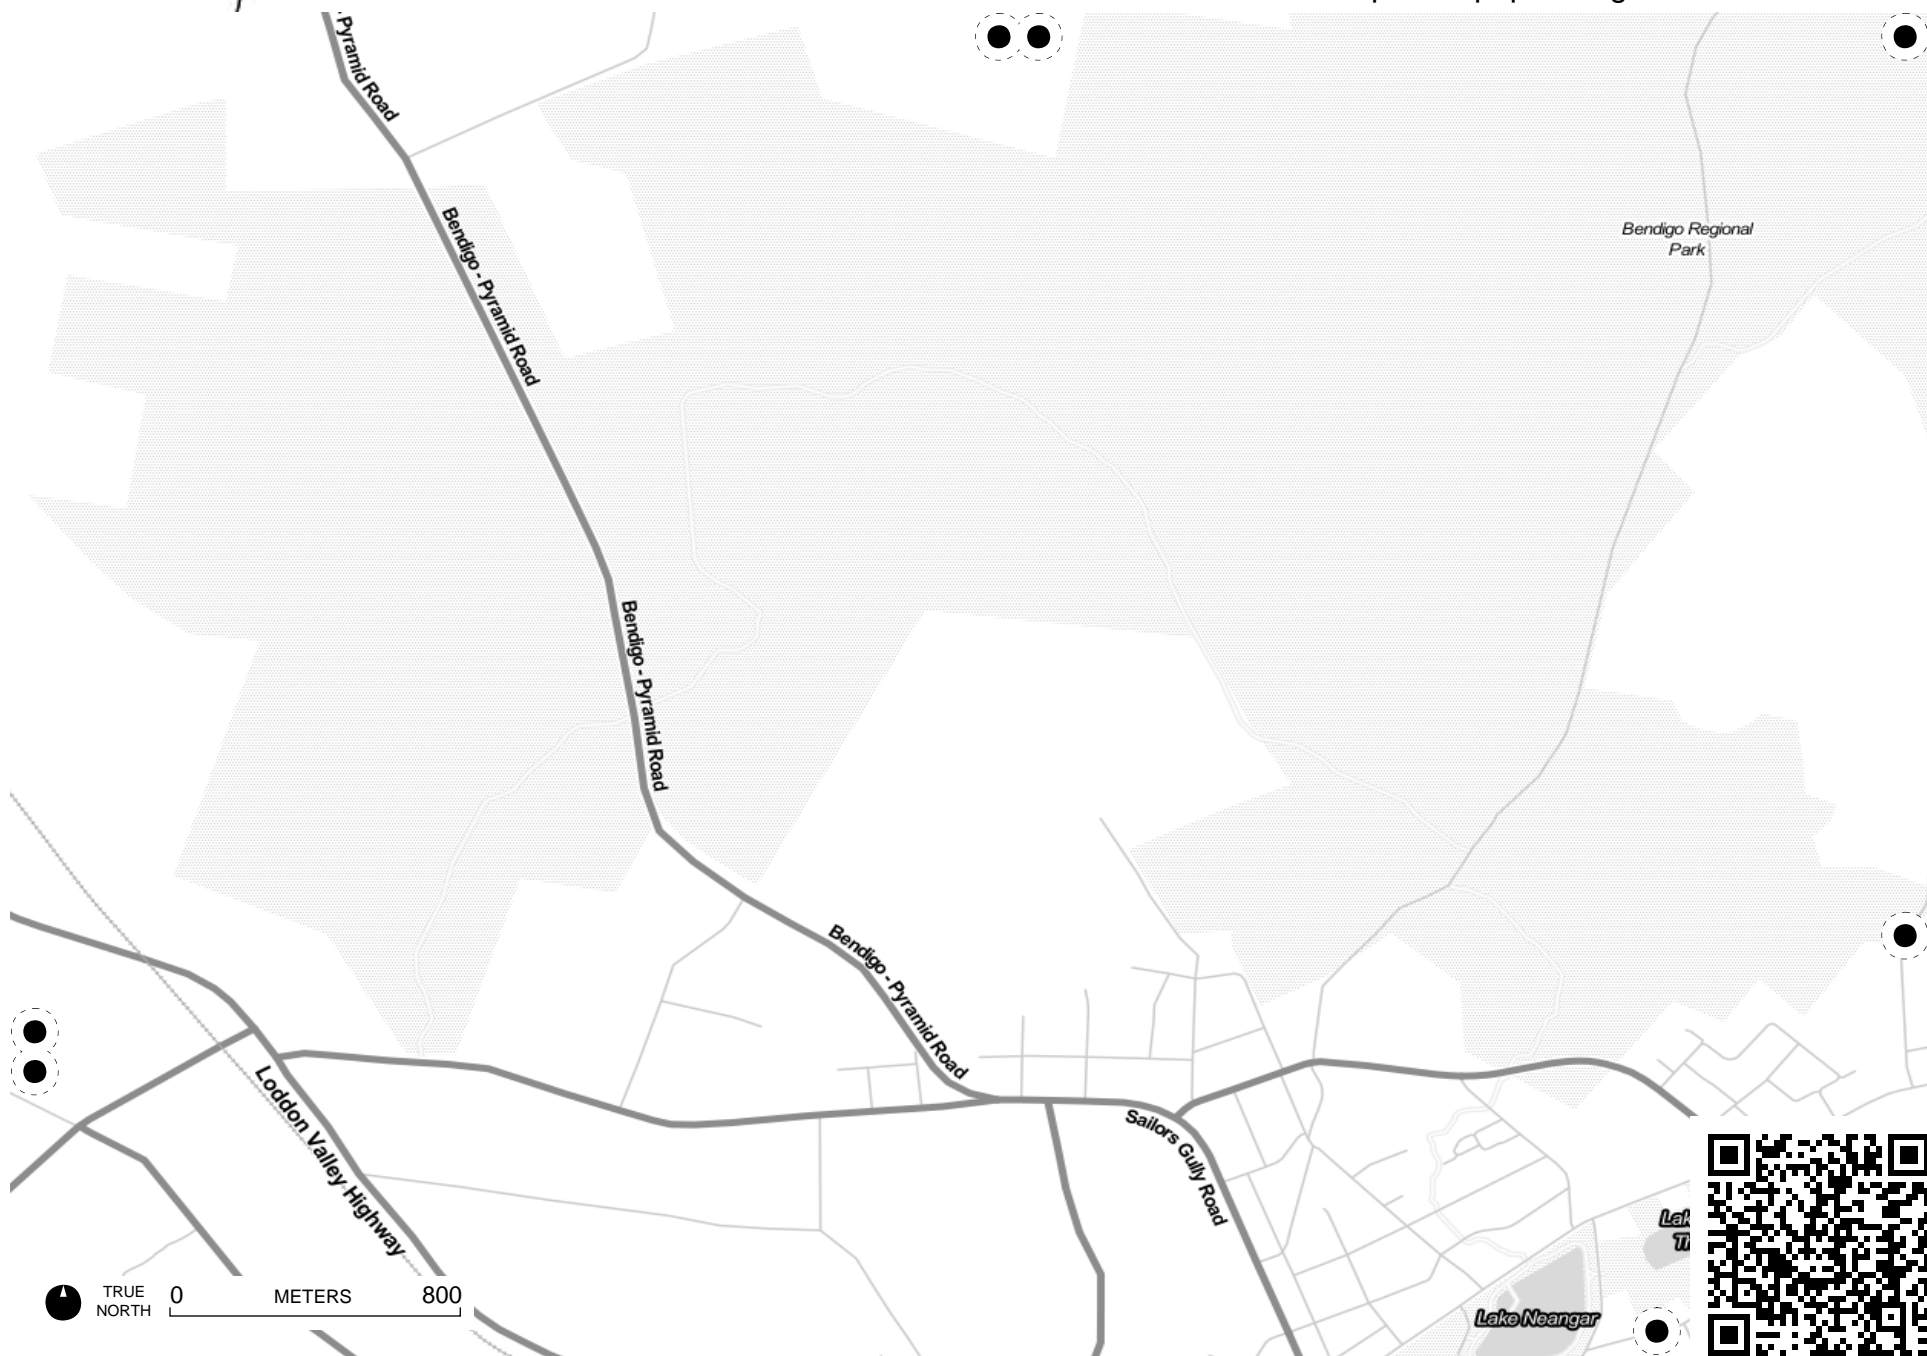 Pyramid Road
Bendigo - Pyramid Road
Bendigo Regional
Park
Bendigo - Pyramid Road
Bendigo - Pyramid Road
Loddon Valley Highway
Sailors Gully Road
Lake Neangar
TRUE
NORTH
0 METERS 800